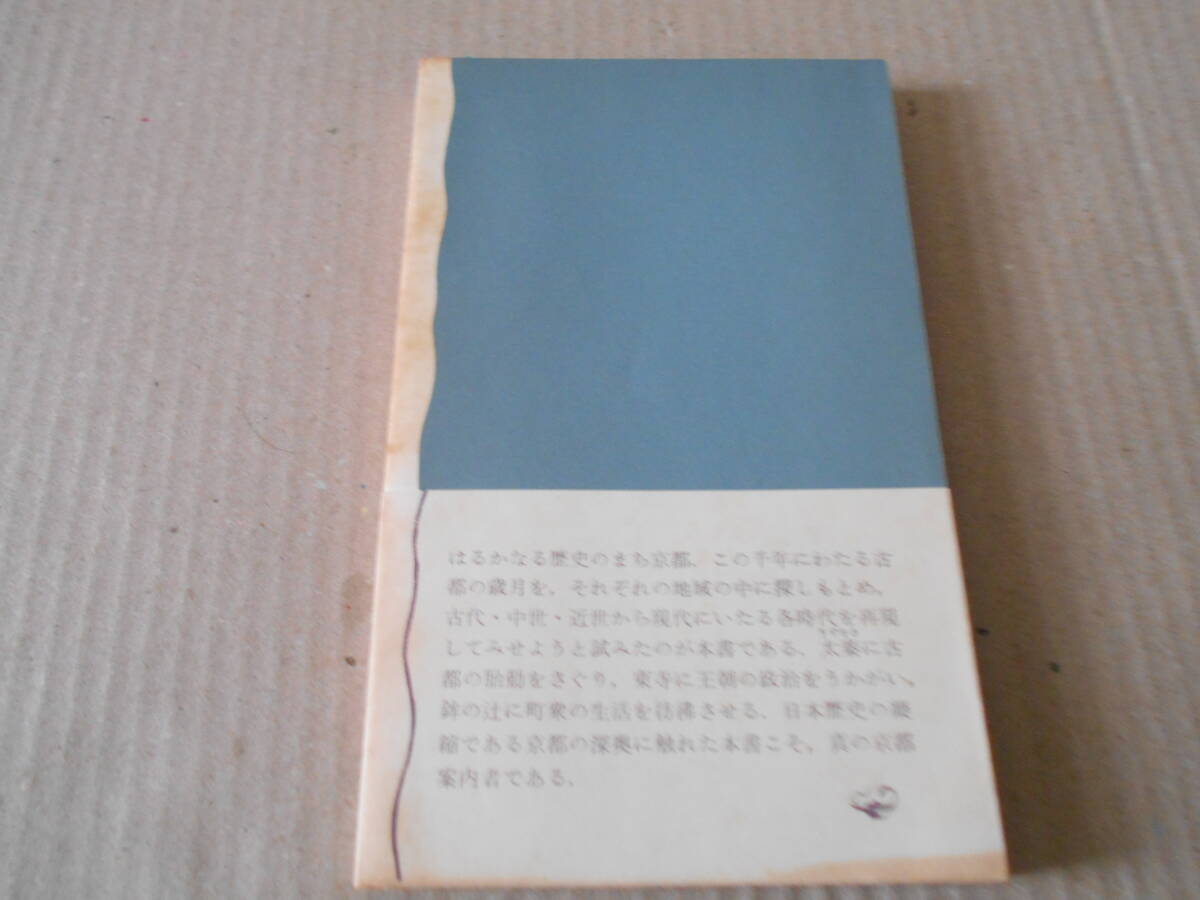 はるかなる歴史のまち京都、この千年にわたる古
都の歳月を、それぞれの地域の中に探しもとめ、
古代・中世・近世から現代にいたる各時代を再現
してみせようと試みたのが本書である、太秦に古
都の胎動をさぐり、東寺に王朝の政治をうかがい、
鉾の辻に町衆の生活を彷彿させる、日本歴史の縮
縮である京都の深奥に触れた本書こそ、真の京都
案内者である、